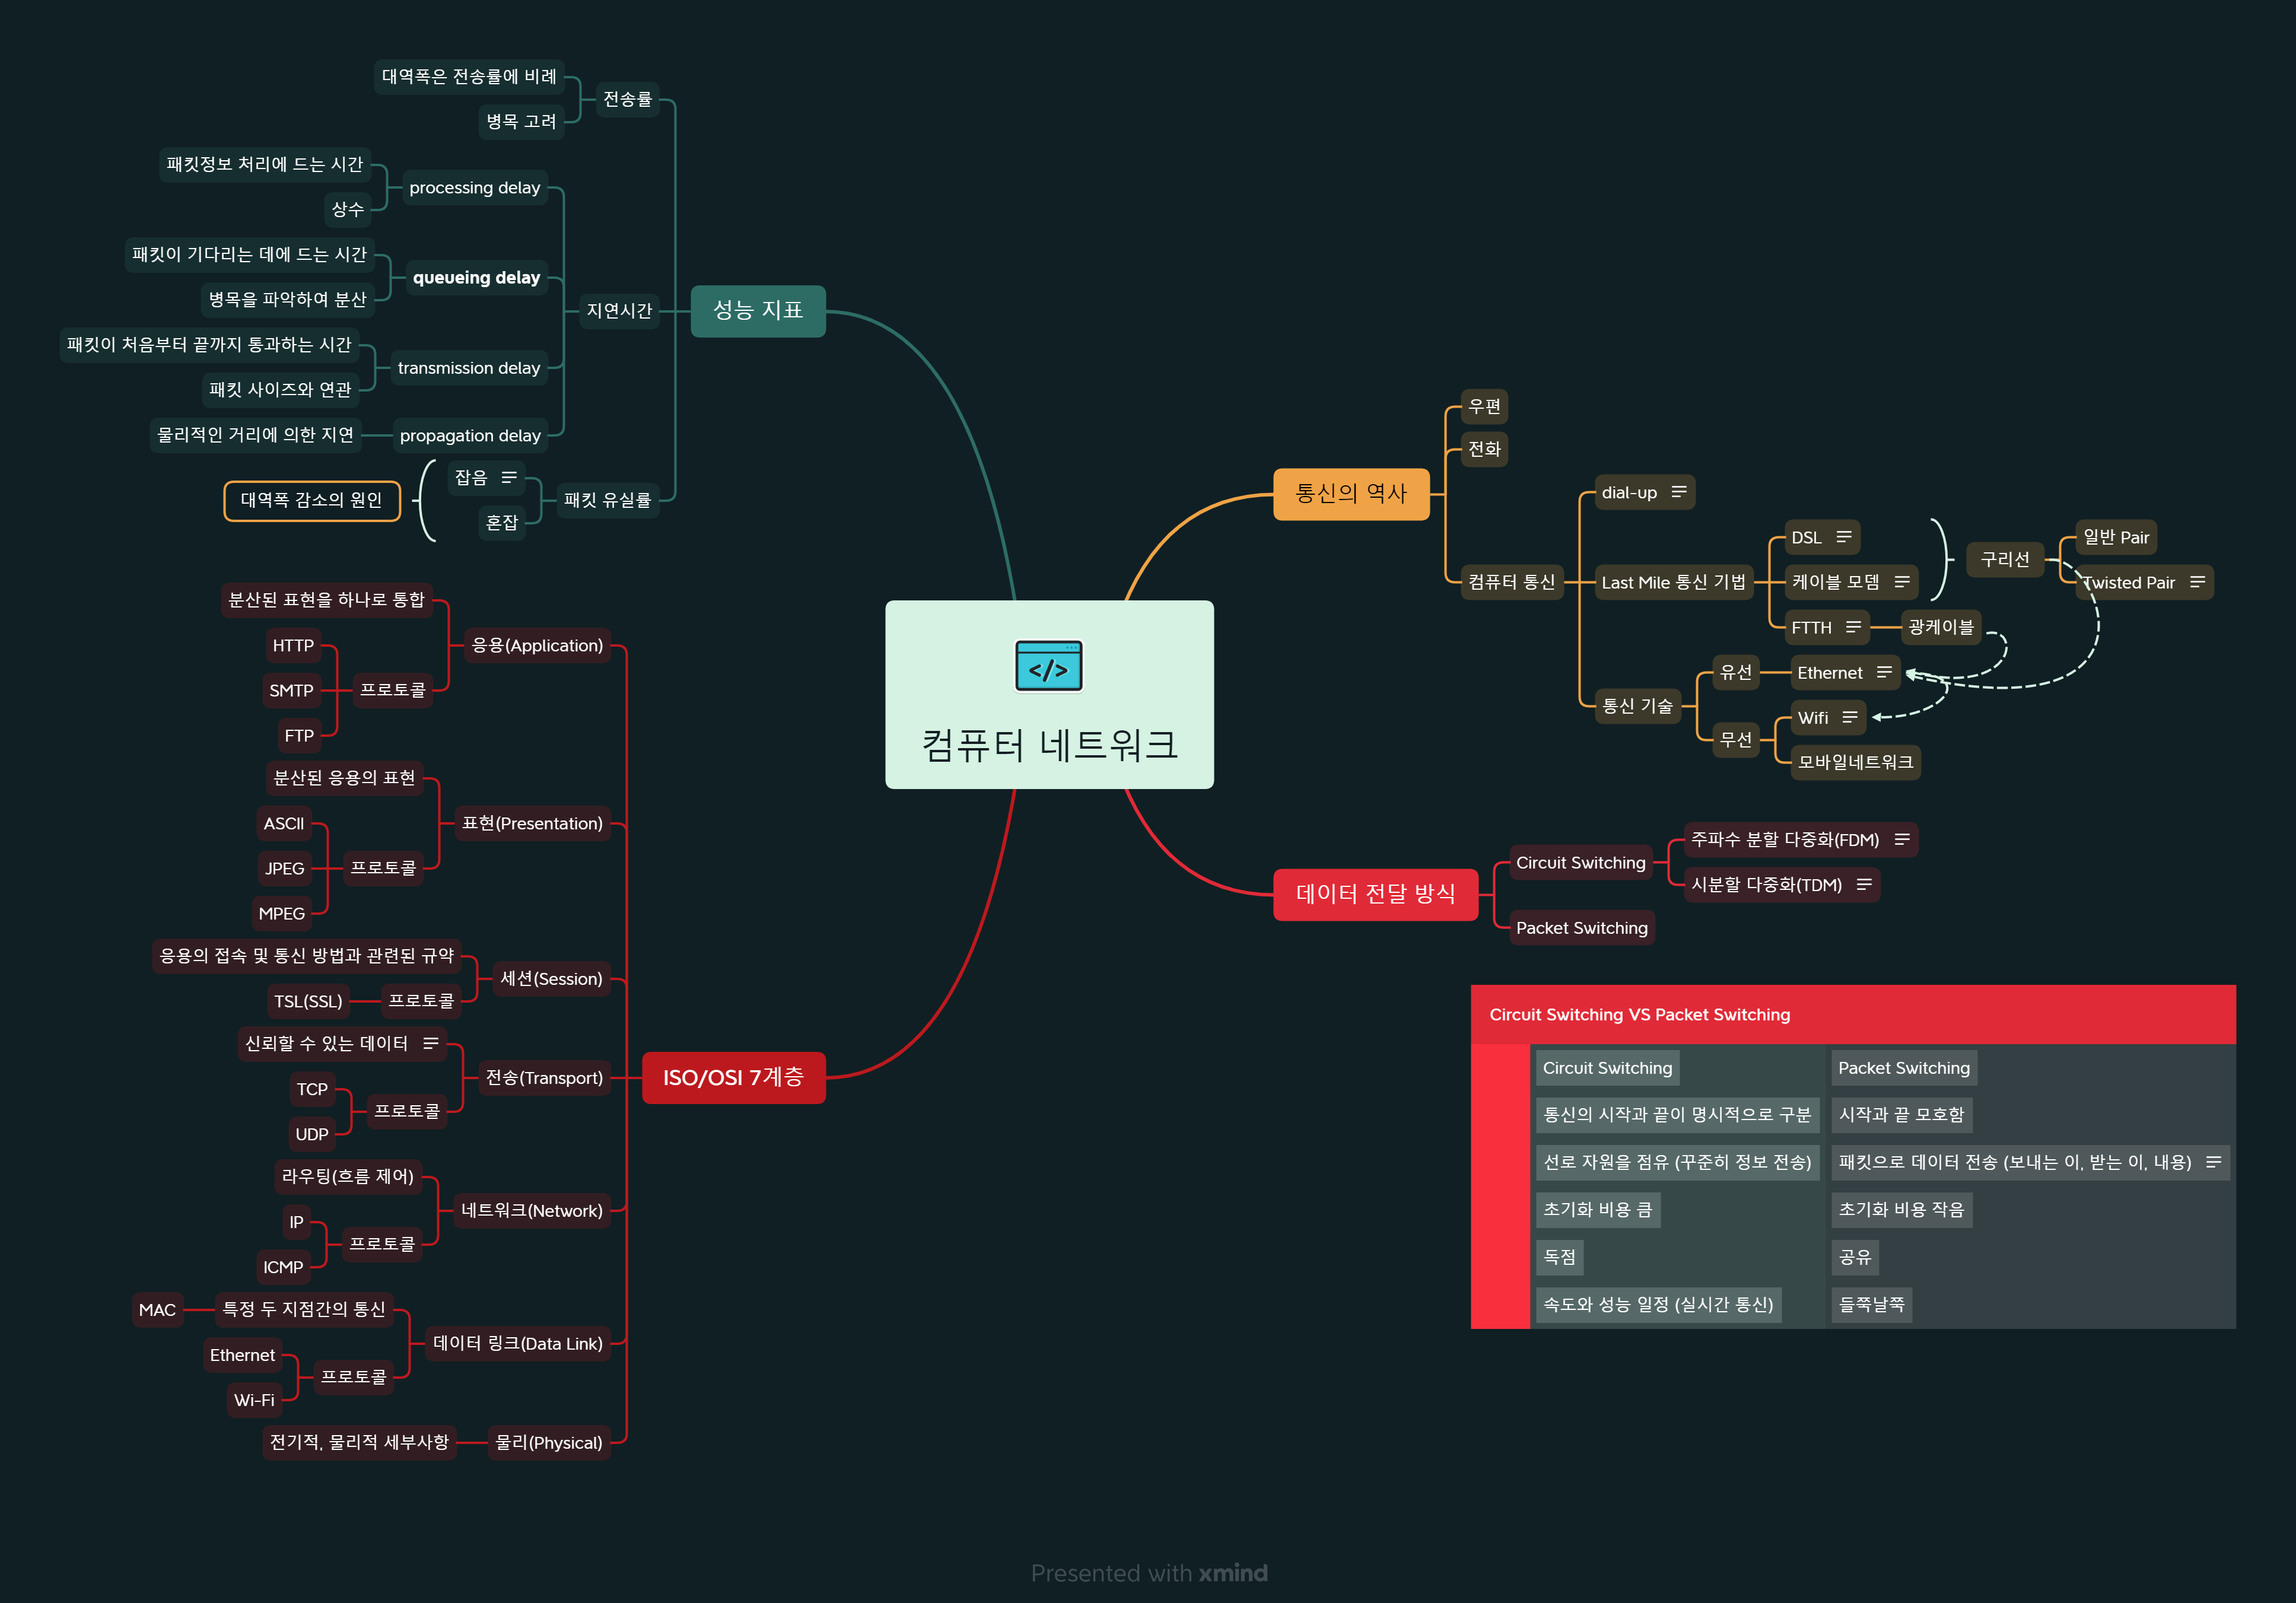 컴퓨터 네트워크
통신의 역사
우편
전화
컴퓨터 통신
dial-up
Last Mile 통신 기법
DSL
케이블 모뎀
구리선
일반 Pair
Twisted Pair
FTTH
광케이블
통신 기술
유선
Ethernet
무선
Wifi
모바일네트워크
데이터 전달 방식
Circuit Switching
주파수 분할 다중화(FDM)
시분할 다중화(TDM)
Packet Switching
Circuit Switching VS Packet Switching
Circuit Switching
Packet Switching
통신의 시작과 끝이 명시적으로 구분
시작과 끝 모호함
선로 자원을 점유 (꾸준히 정보 전송)
패킷으로 데이터 전송 (보내는 이, 받는 이, 내용)
초기화 비용 큼
초기화 비용 작음
독점
공유
속도와 성능 일정 (실시간 통신)
들쭉날쭉
성능 지표
전송률
대역폭은 전송률에 비례
병목 고려
지연시간
processing delay
패킷정보 처리에 드는 시간
상수
queueing delay
패킷이 기다리는 데에 드는 시간
병목을 파악하여 분산
transmission delay
패킷이 처음부터 끝까지 통과하는 시간
패킷 사이즈와 연관
propagation delay
물리적인 거리에 의한 지연
패킷 유실률
잡음
혼잡
대역폭 감소의 원인
ISO/OSI 7계층
응용(Application)
분산된 표현을 하나로 통합
프로토콜
HTTP
SMTP
FTP
표현(Presentation)
분산된 응용의 표현
프로토콜
ASCII
JPEG
MPEG
세션(Session)
응용의 접속 및 통신 방법과 관련된 규약
프로토콜
TSL(SSL)
전송(Transport)
신뢰할 수 있는 데이터
프로토콜
TCP
UDP
네트워크(Network)
라우팅(흐름 제어)
프로토콜
IP
ICMP
데이터 링크(Data Link)
특정 두 지점간의 통신
MAC
프로토콜
Ethernet
Wi-Fi
물리(Physical)
전기적, 물리적 세부사항
Presented with xmind